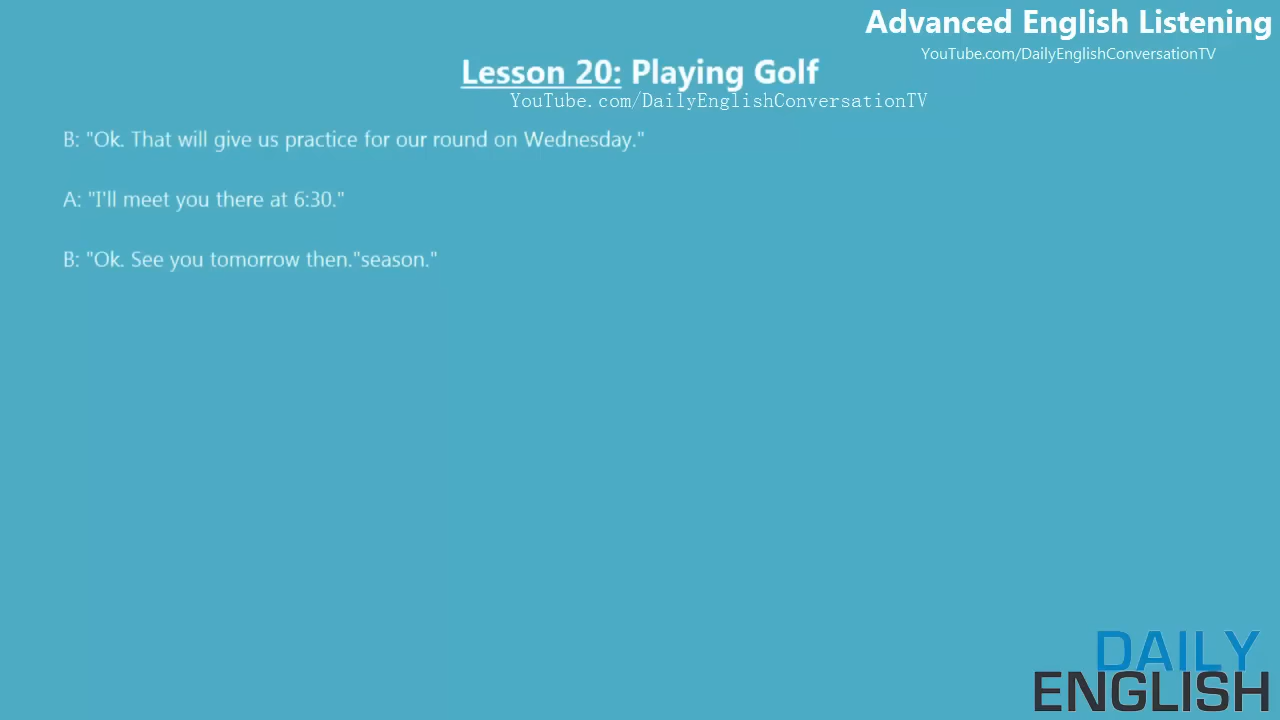 Advanced English Listening
YouTube.com/DailyEnglishConversationTV
Lesson 20: Playing Golf
YouTube.com/DailyEnglishConversationTV
B: "Ok. That will give us practice for our round on Wednesday."
A: "I'll meet you there at 6:30."
B: "Ok. See you tomorrow then."season."
DAILY
ENGLISH